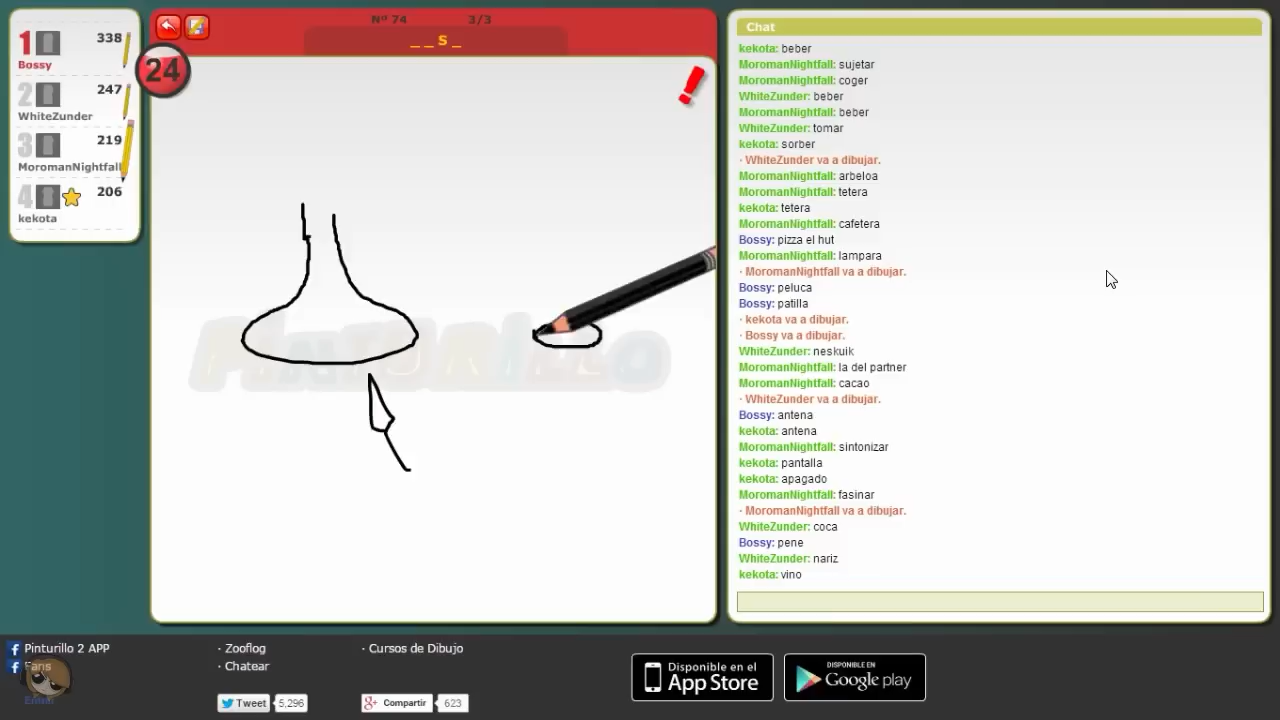 1 338
Bossy
2 247
WhiteZunder
3 219
MoromanNightfall
4 206
kekota
Nº 74 3/3
_ _ S _
24
Chat
kekota: beber
MoromanNightfall: sujetar
MoromanNightfall: coger
WhiteZunder: beber
MoromanNightfall: beber
WhiteZunder: tomar
kekota: sorber
· WhiteZunder va a dibujar.
MoromanNightfall: arbeloa
MoromanNightfall: tetera
kekota: tetera
MoromanNightfall: cafetera
Bossy: pizza el hut
MoromanNightfall: lampara
· MoromanNightfall va a dibujar.
Bossy: peluca
Bossy: patilla
· kekota va a dibujar.
· Bossy va a dibujar.
WhiteZunder: neskuik
MoromanNightfall: la del partner
MoromanNightfall: cacao
· WhiteZunder va a dibujar.
Bossy: antena
kekota: antena
MoromanNightfall: sintonizar
kekota: pantalla
kekota: apagado
MoromanNightfall: fasinar
· MoromanNightfall va a dibujar.
WhiteZunder: coca
Bossy: pene
WhiteZunder: nariz
kekota: vino
Pinturillo 2 APP
Fans
· Zooflog
· Chatear
· Cursos de Dibujo
Tweet 5,296
Compartir 623
Disponible en el
App Store
DISPONIBLE EN
Google play